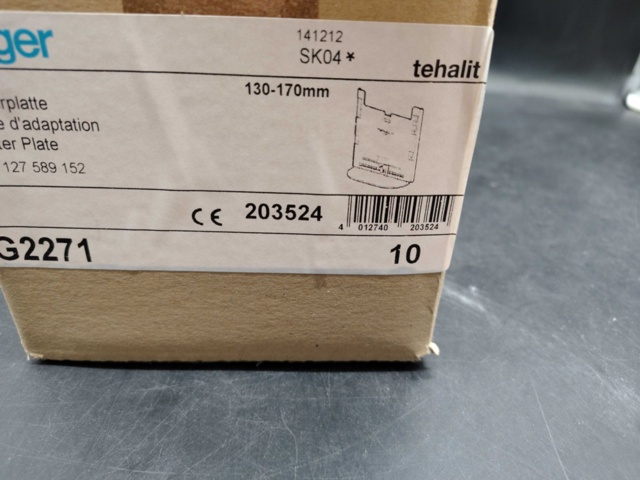 ger
141212
SK04*
tehalit
130-170mm
rplatte
e d'adaptation
er Plate
127 589 152
CE 203524
4 012740 203524
G2271
10